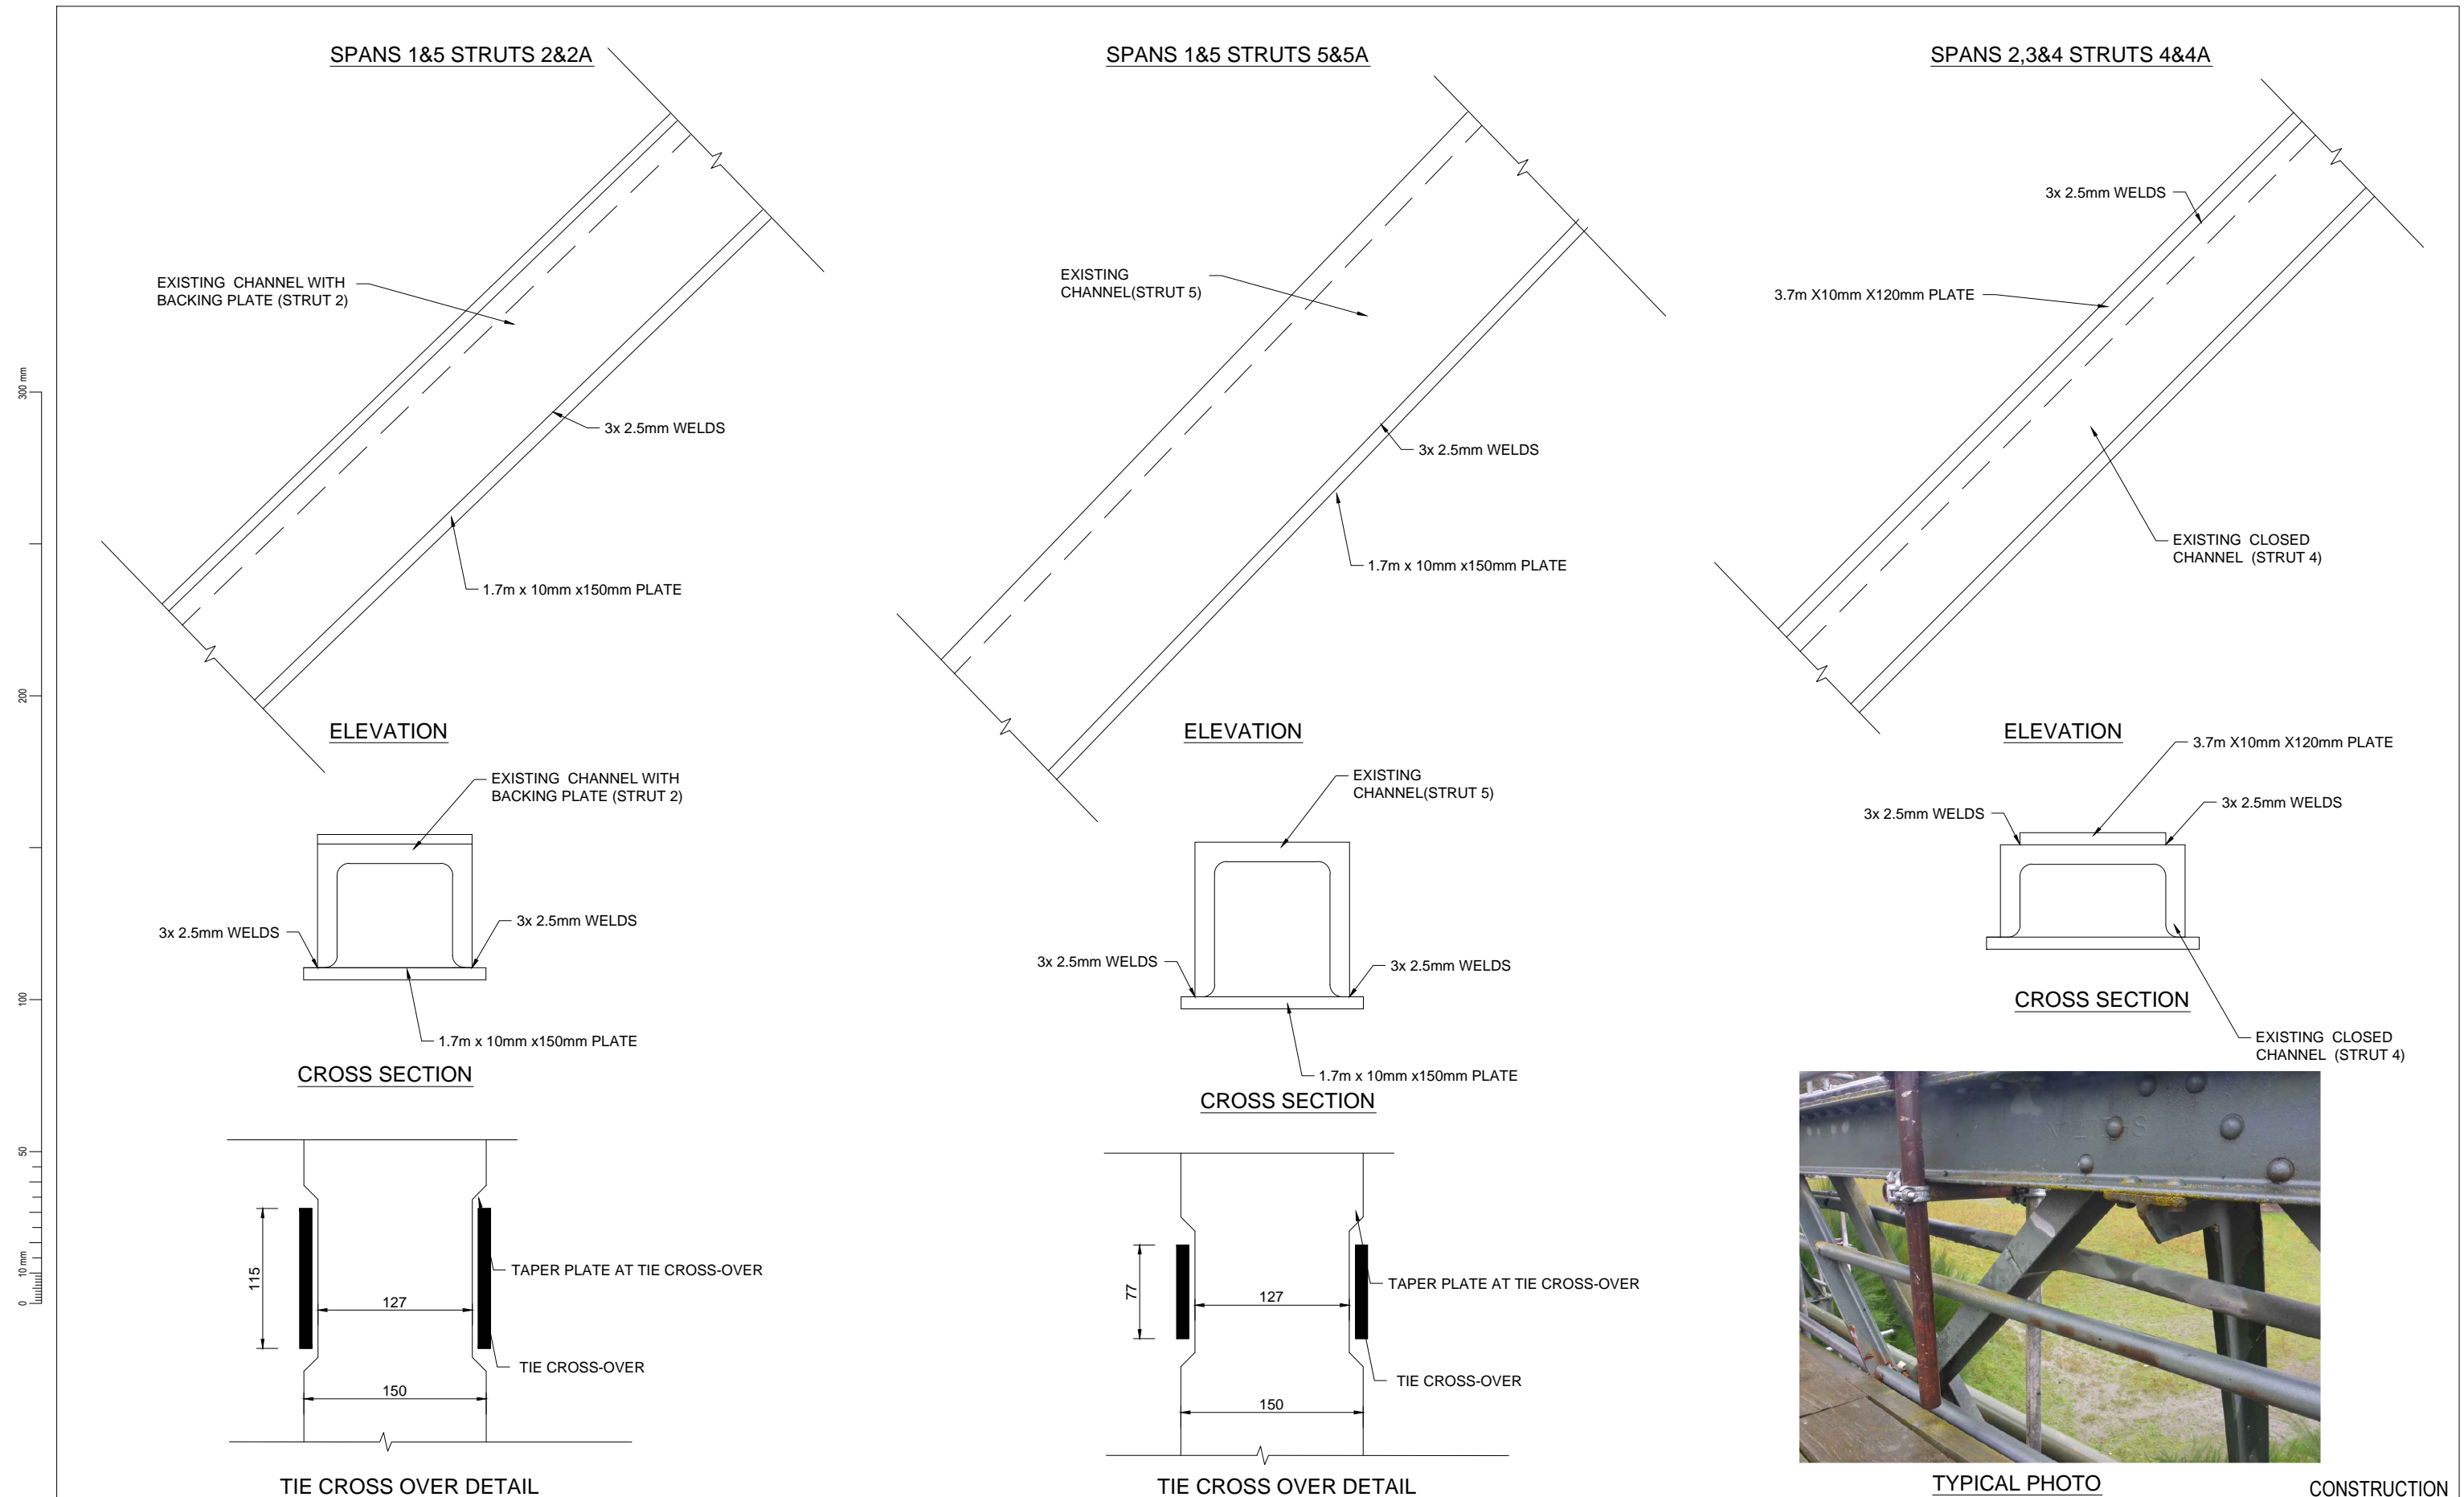 SPANS 1&5 STRUTS 2&2A
EXISTING CHANNEL WITH
BACKING PLATE (STRUT 2)
3x 2.5mm WELDS
1.7m x 10mm x150mm PLATE
ELEVATION
EXISTING CHANNEL WITH
BACKING PLATE (STRUT 2)
3x 2.5mm WELDS
3x 2.5mm WELDS
1.7m x 10mm x150mm PLATE
CROSS SECTION
115
127
150
TAPER PLATE AT TIE CROSS-OVER
TIE CROSS-OVER
TIE CROSS OVER DETAIL
SPANS 1&5 STRUTS 5&5A
EXISTING
CHANNEL(STRUT 5)
3x 2.5mm WELDS
1.7m x 10mm x150mm PLATE
ELEVATION
EXISTING
CHANNEL(STRUT 5)
3x 2.5mm WELDS
3x 2.5mm WELDS
1.7m x 10mm x150mm PLATE
CROSS SECTION
77
127
150
TAPER PLATE AT TIE CROSS-OVER
TIE CROSS-OVER
TIE CROSS OVER DETAIL
SPANS 2,3&4 STRUTS 4&4A
3x 2.5mm WELDS
3.7m X10mm X120mm PLATE
EXISTING CLOSED
CHANNEL (STRUT 4)
ELEVATION
3.7m X10mm X120mm PLATE
3x 2.5mm WELDS
3x 2.5mm WELDS
CROSS SECTION
EXISTING CLOSED
CHANNEL (STRUT 4)
TYPICAL PHOTO
CONSTRUCTION
300 mm
200
100
50
10 mm
0